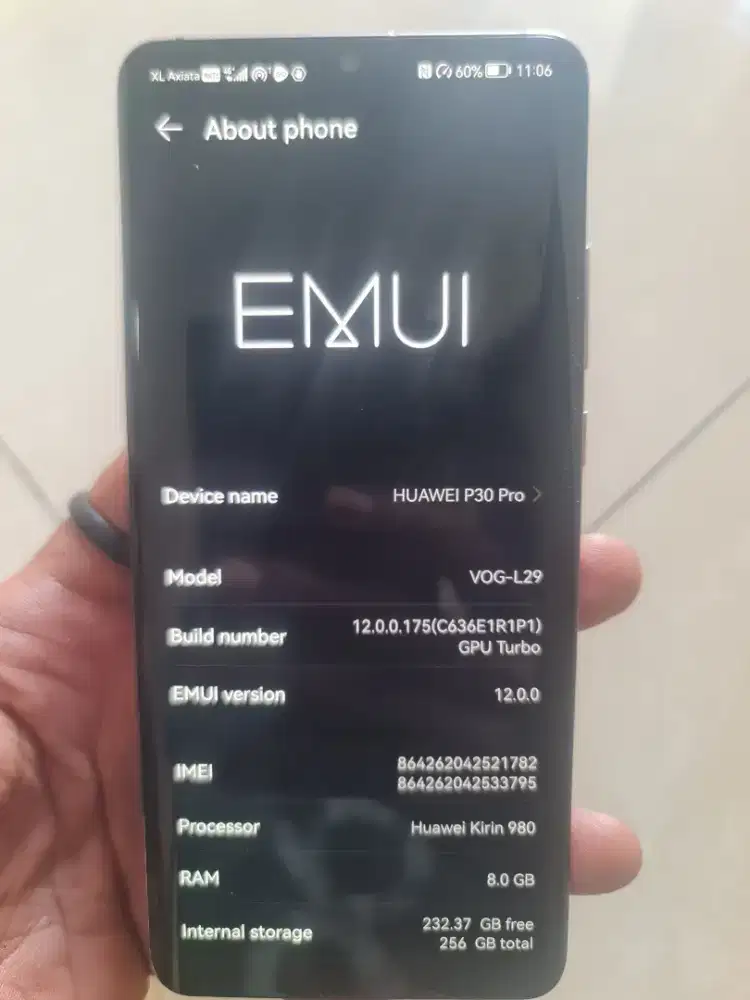 XL Axiata 60% 11:06
About phone
EMUI
Device name HUAWEI P30 Pro
Model VOG-L29
Build number 12.0.0.175(C636E1R1P1)
GPU Turbo
EMUI version 12.0.0
IMEI 864262042521782
864262042533795
Processor Huawei Kirin 980
RAM 8.0 GB
Internal storage 232.37 GB free
256 GB total